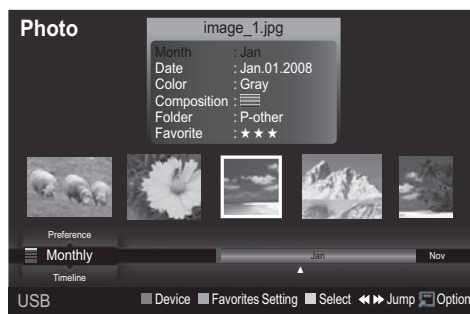 Photo
image_1.jpg
Month : Jan
Date : Jan.01.2008
Color : Gray
Composition :
Folder : P-other
Favorite : ★★★
Preference
Monthly
Timeline
Jan
Nov
USB
Device Favorites Setting Select Jump Option